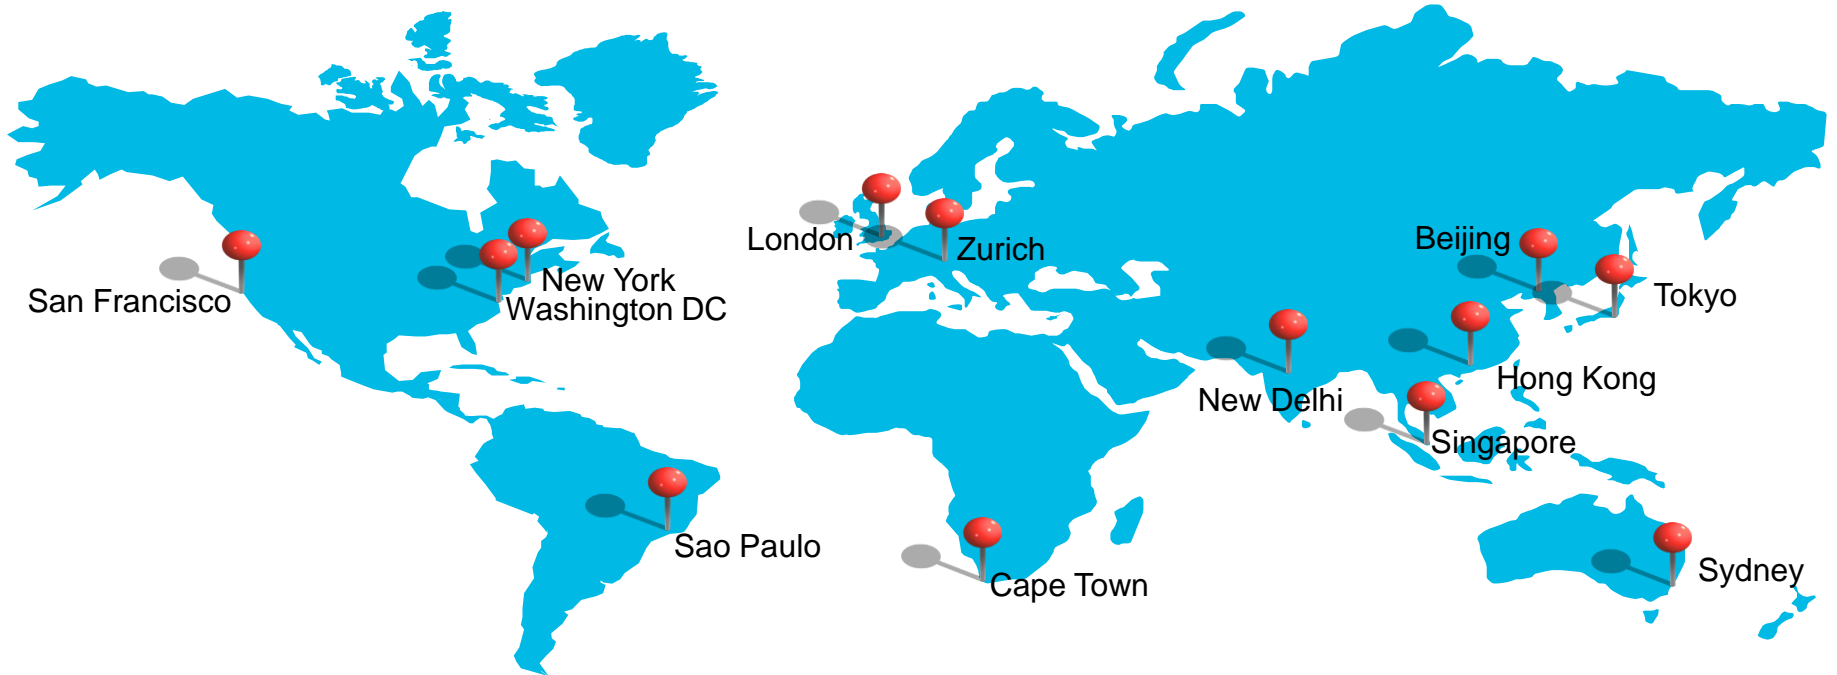 London
Zurich
Beijing
New York
San Francisco
Washington DC
Tokyo
Hong Kong
New Delhi
Singapore
Sao Paulo
Cape Town
Sydney